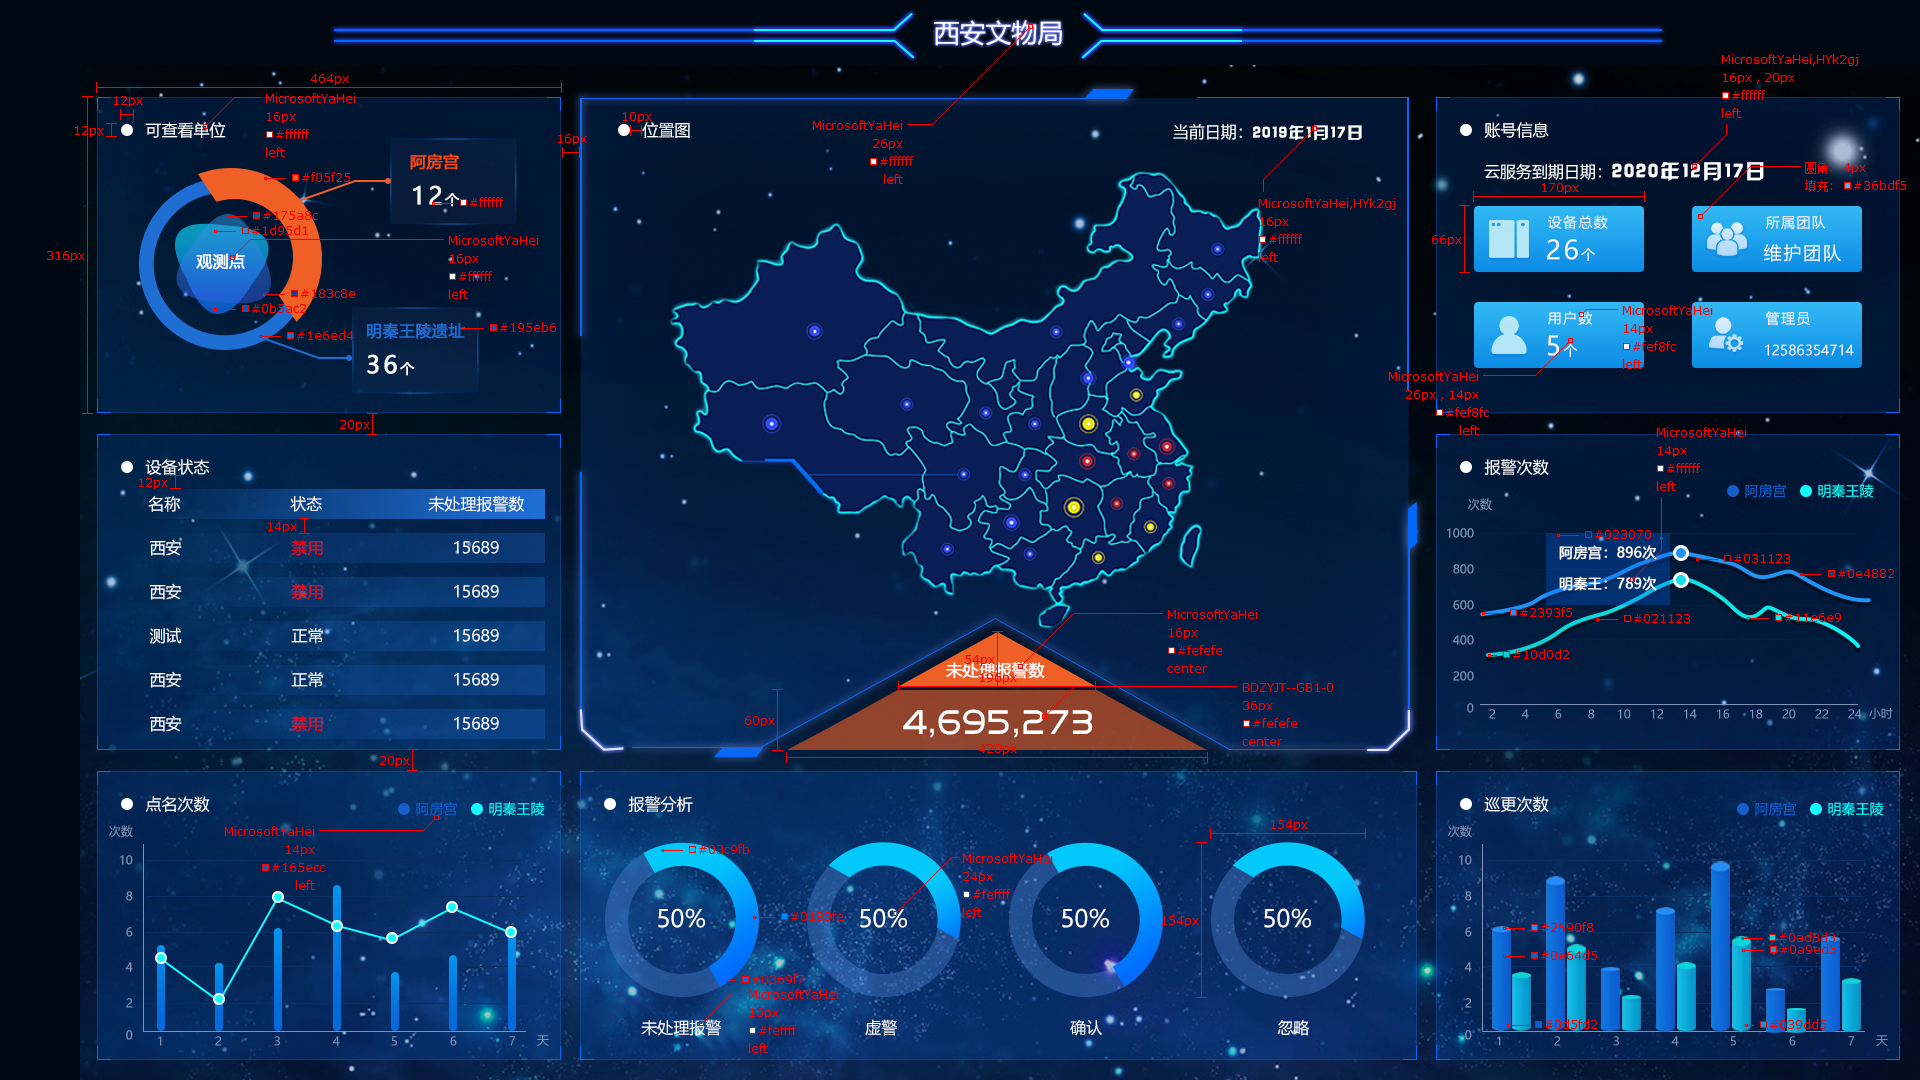 西安文物局
464px
12px
12px
316px
可查看单位
MicrosoftYaHei
16px
#ffffff
left
#f05f25
阿房宫
12个
#ffffff
#175a8c
#1d95d1
观测点
MicrosoftYaHei
16px
#ffffff
left
#183c8e
#1e6ed4
明秦王陵遗址
#195eb6
36个
20px
16px
10px
位置图
MicrosoftYaHei
26px
#ffffff
left
当前日期：2019年1月17日
MicrosoftYaHei,HYk2gj
16px
#ffffff
left
MicrosoftYaHei,HYk2gj
16px , 20px
#ffffff
left
账号信息
云服务到期日期：2020年12月17日
圆角： 4px
填充： #36bdf5
170px
66px
设备总数
26个
所属团队
维护团队
用户数
5个
MicrosoftYaHei
14px
#fef8fc
left
管理员
12586354714
MicrosoftYaHei
26px , 14px
#fef8fc
left
设备状态
12px
名称 状态 未处理报警数
14px
西安 禁用 15689
西安 禁用 15689
测试 正常 15689
西安 正常 15689
西安 禁用 15689
20px
54px
未处理报警数
196px
MicrosoftYaHei
16px
#fefefe
center
60px
4,695,273
420px
BDZYJT--GB1-0
36px
#fefefe
center
报警次数
MicrosoftYaHei
14px
#ffffff
left
阿房宫 明秦王陵
次数
1000
800
600
400
200
0
2 4 6 8 10 12 14 16 18 20 22 24 小时
#023070
阿房宫：896次
明秦王：789次
#031123
#0e4882
#2393f5
#021123
#11e6e9
#10d0d2
点名次数
阿房宫 明秦王陵
次数
MicrosoftYaHei
14px
#165ecc
left
10
8
6
4
2
0
1 2 3 4 5 6 7 天
报警分析
#03c9fb
50%
50%
50%
50%
MicrosoftYaHei
24px
#feffff
left
154px
154px
MicrosoftYaHei
#feffff
left
未处理报警
虚警
确认
忽略
巡更次数
阿房宫 明秦王陵
次数
10
8
6
4
2
0
1 2 3 4 5 6 7 天